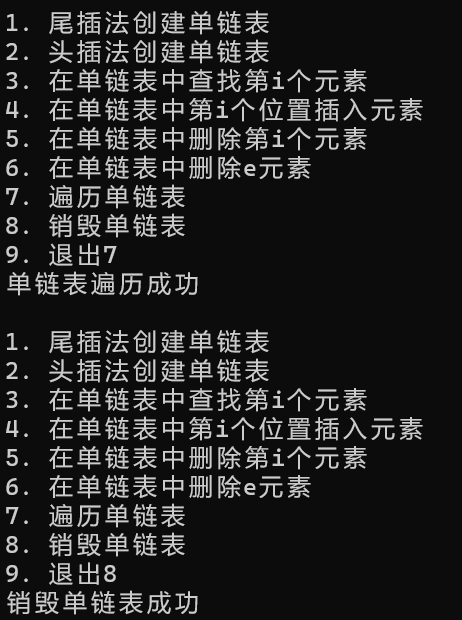 1. 尾插法创建单链表
2. 头插法创建单链表
3. 在单链表中查找第i个元素
4. 在单链表中第i个位置插入元素
5. 在单链表中删除第i个元素
6. 在单链表中删除e元素
7. 遍历单链表
8. 销毁单链表
9. 退出7
单链表遍历成功
1. 尾插法创建单链表
2. 头插法创建单链表
3. 在单链表中查找第i个元素
4. 在单链表中第i个位置插入元素
5. 在单链表中删除第i个元素
6. 在单链表中删除e元素
7. 遍历单链表
8. 销毁单链表
9. 退出8
销毁单链表成功